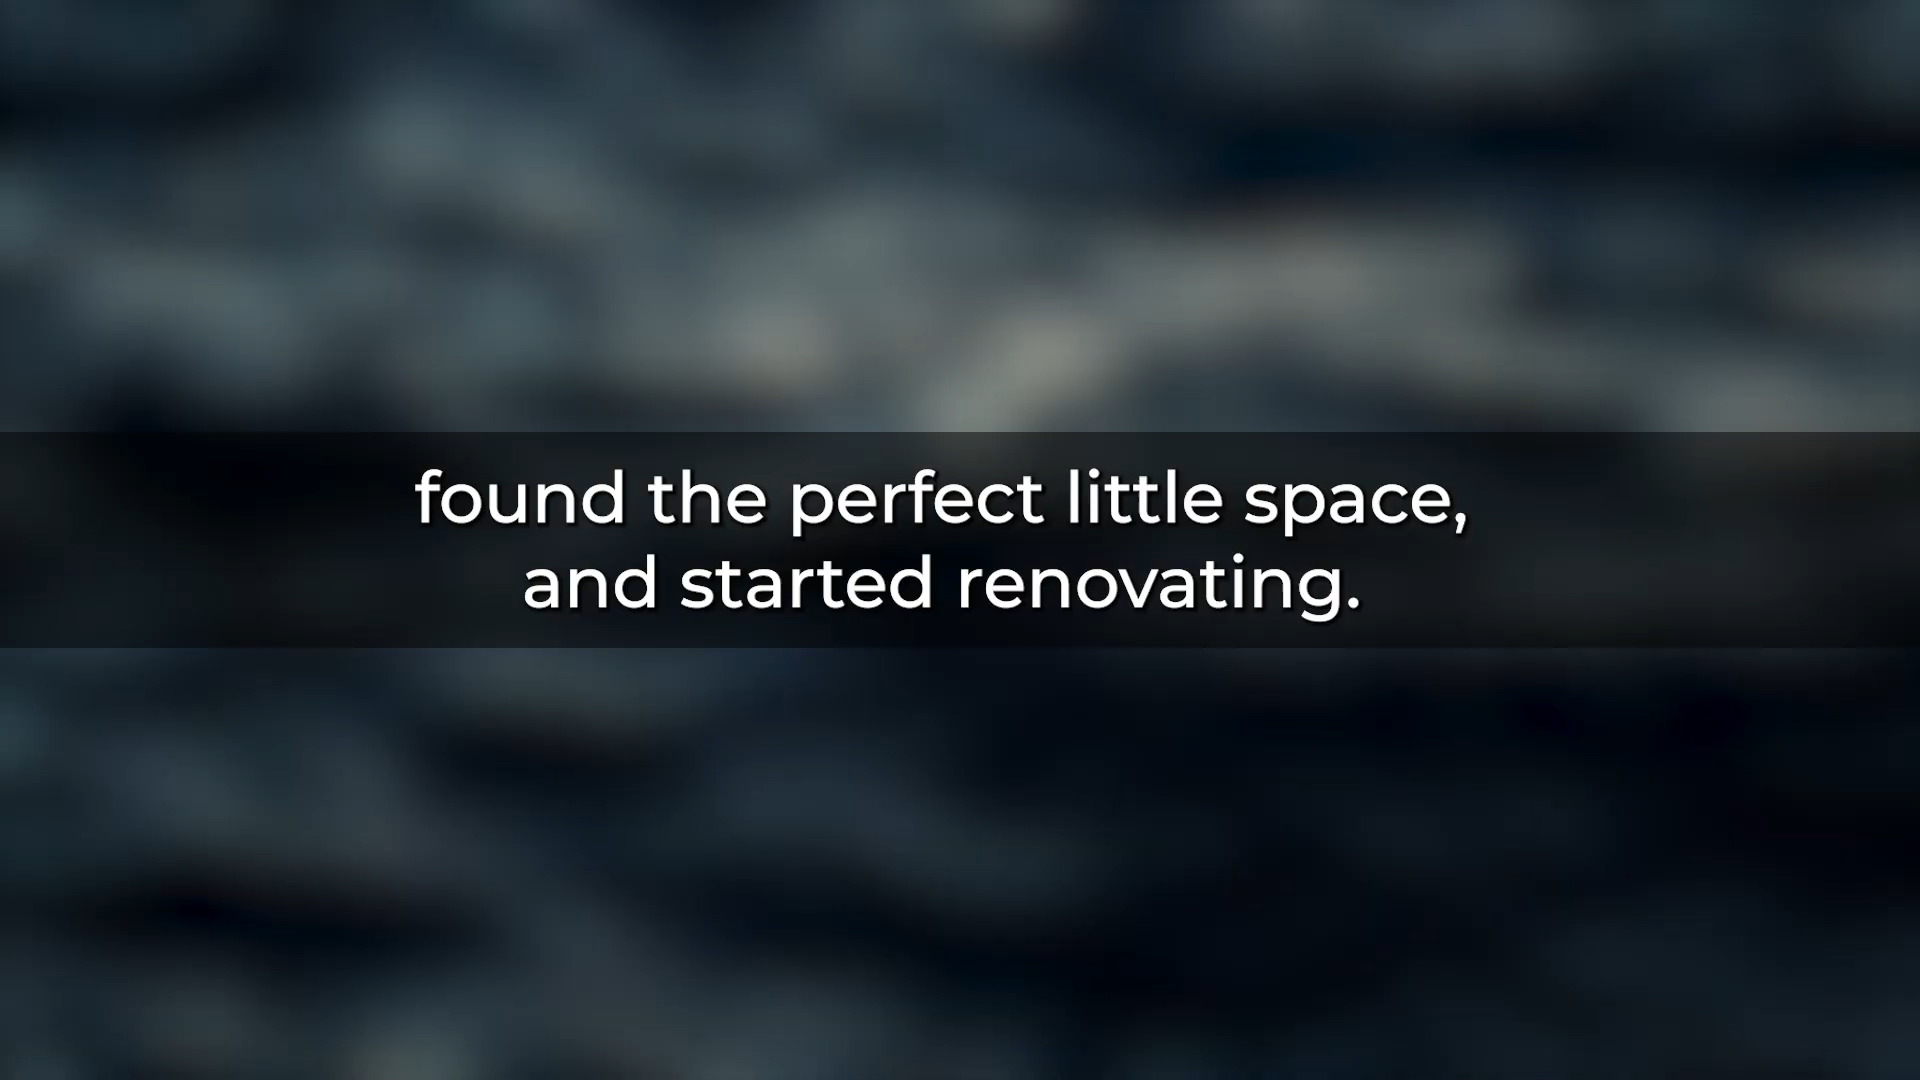 found the perfect little space,
and started renovating.